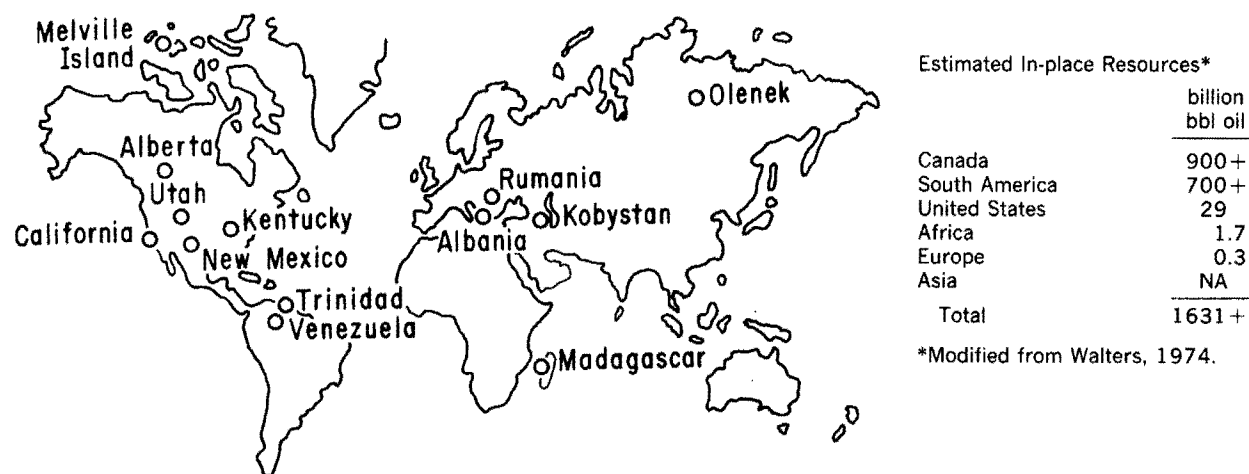 Melville
Island
Olenek
Alberta
Utah
Rumania
Kentucky
Kobystan
California
Albania
New Mexico
Trinidad
Venezuela
Madagascar
Estimated In-place Resources*
billion
bbl oil
Canada 900+
South America 700+
United States 29
Africa 1.7
Europe 0.3
Asia NA
Total 1631+
*Modified from Walters, 1974.